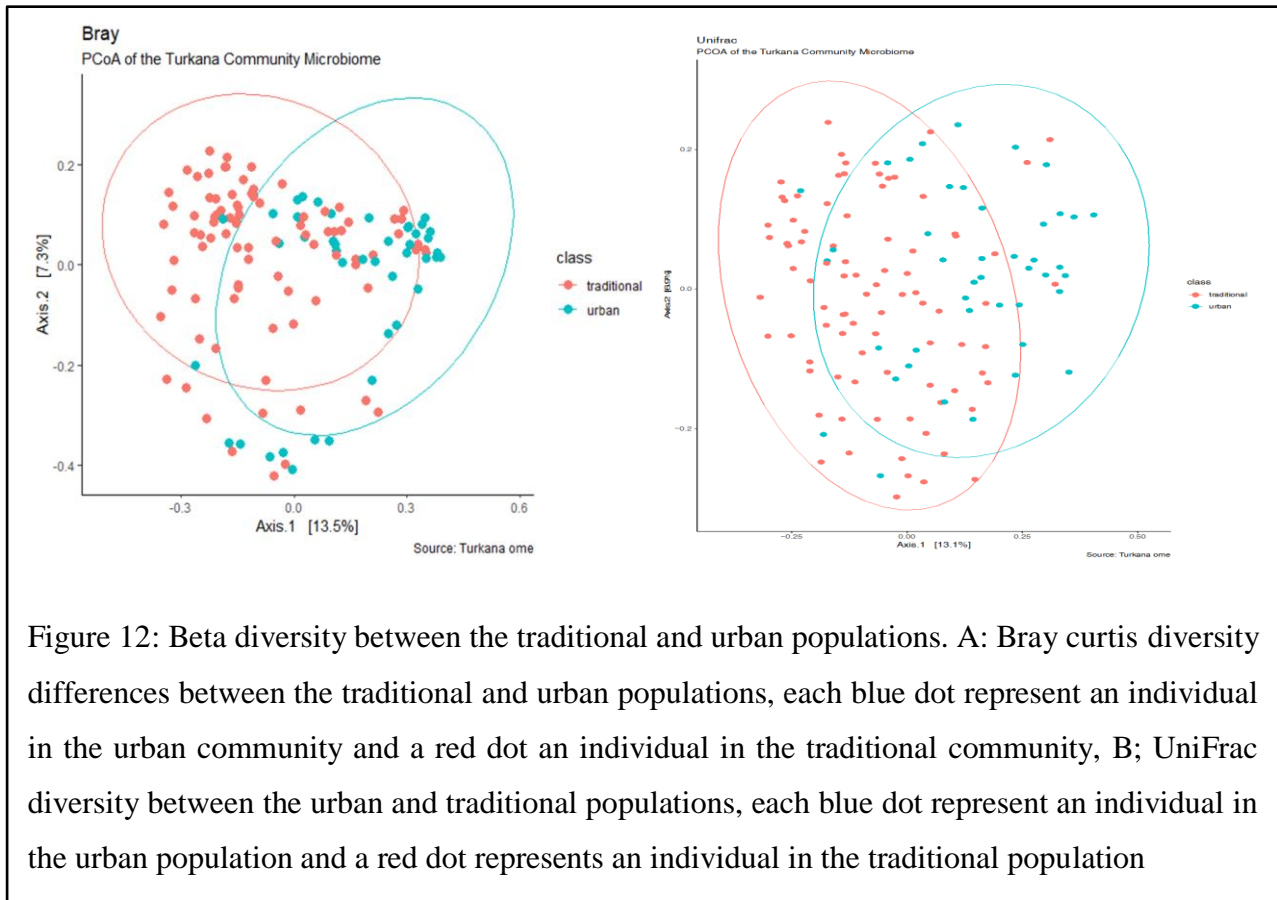 Bray
PCoA of the Turkana Community Microbiome
0.2
0.0
-0.2
-0.4
Axis.2 [7.3%]
-0.3
0.0
0.3
0.6
Axis.1 [13.5%]
class
traditional
urban
Source: Turkana ome
Unifrac
PCOA of the Turkana Community Microbiome
0.2
0.0
-0.2
-0.25
0.00
0.25
0.50
Axis.1 [13.1%]
class
traditional
urban
Source: Turkana ome
Figure 12: Beta diversity between the traditional and urban populations. A: Bray curtis diversity
differences between the traditional and urban populations, each blue dot represent an individual
in the urban community and a red dot an individual in the traditional community, B; UniFrac
diversity between the urban and traditional populations, each blue dot represent an individual in
the urban population and a red dot represents an individual in the traditional population